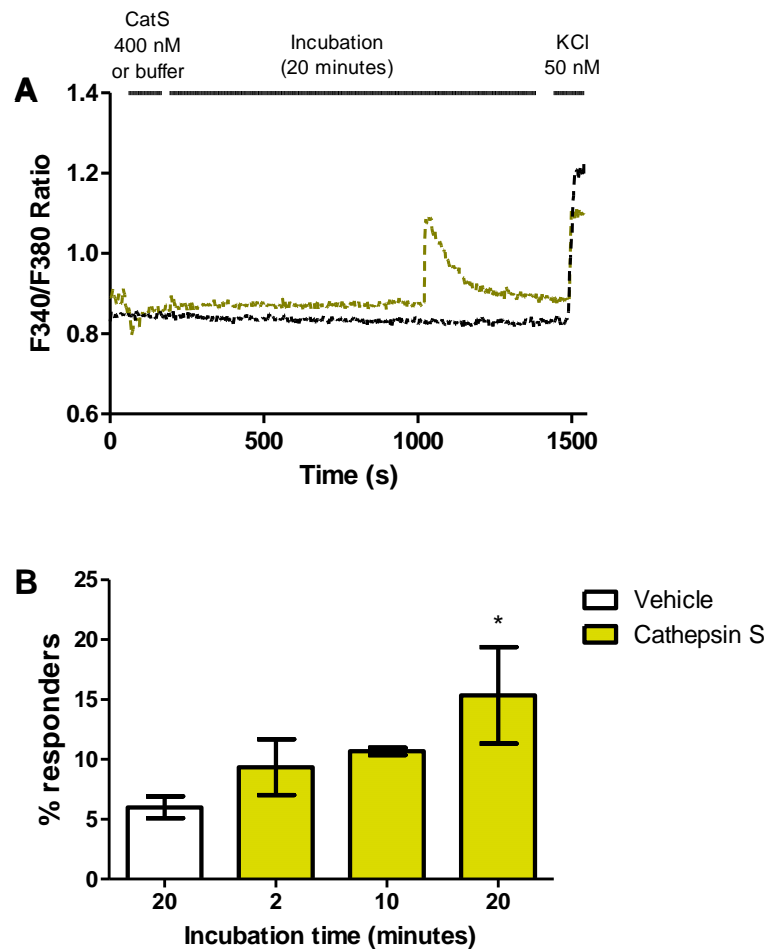 CatS
400 nM
or buffer
Incubation
(20 minutes)
KCl
50 nM
A
1.4
1.2
1.0
0.8
0.6
F340/F380 Ratio
0 500 1000 1500
Time (s)
B
25
20
15
10
5
0
% responders
*
Vehicle
Cathepsin S
20 2 10 20
Incubation time (minutes)